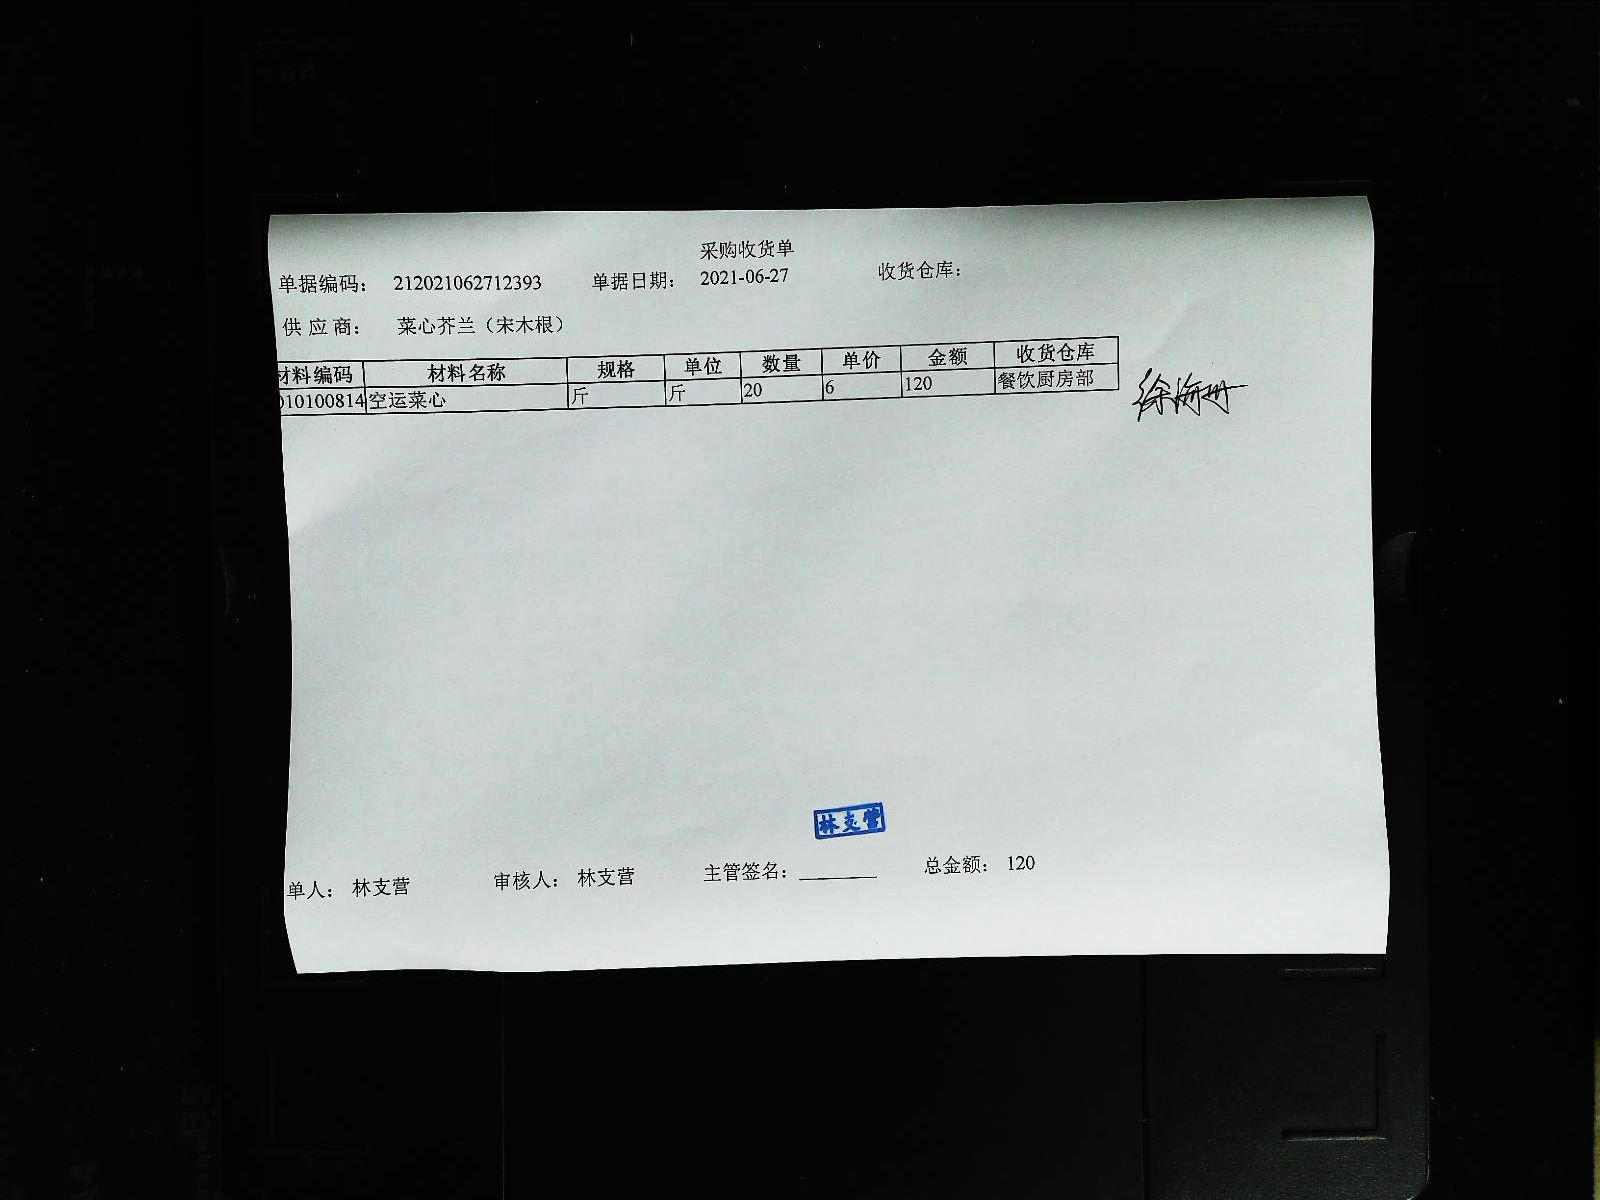 采购收货单
单据编码： 212021062712393 单据日期： 2021-06-27 收货仓库：
供 应 商： 菜心芥兰（宋木根）
材料编码 材料名称 规格 单位 数量 单价 金额 收货仓库
010100814 空运菜心 斤 斤 20 6 120 餐饮厨房部
徐海珊
林支营
单人： 林支营 审核人： 林支营 主管签名： 总金额： 120